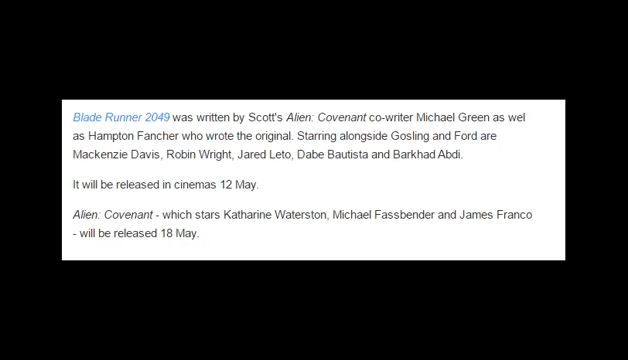 Blade Runner 2049 was written by Scott's Alien: Covenant co-writer Michael Green as wel
as Hampton Fancher who wrote the original. Starring alongside Gosling and Ford are
Mackenzie Davis, Robin Wright, Jared Leto, Dabe Bautista and Barkhad Abdi.
It will be released in cinemas 12 May.
Alien: Covenant - which stars Katharine Waterston, Michael Fassbender and James Franco
- will be released 18 May.